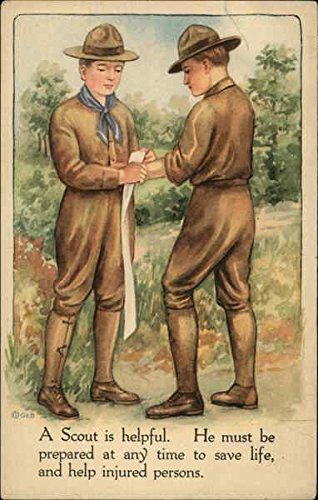 ©G&B
A Scout is helpful. He must be
prepared at any time to save life,
and help injured persons.